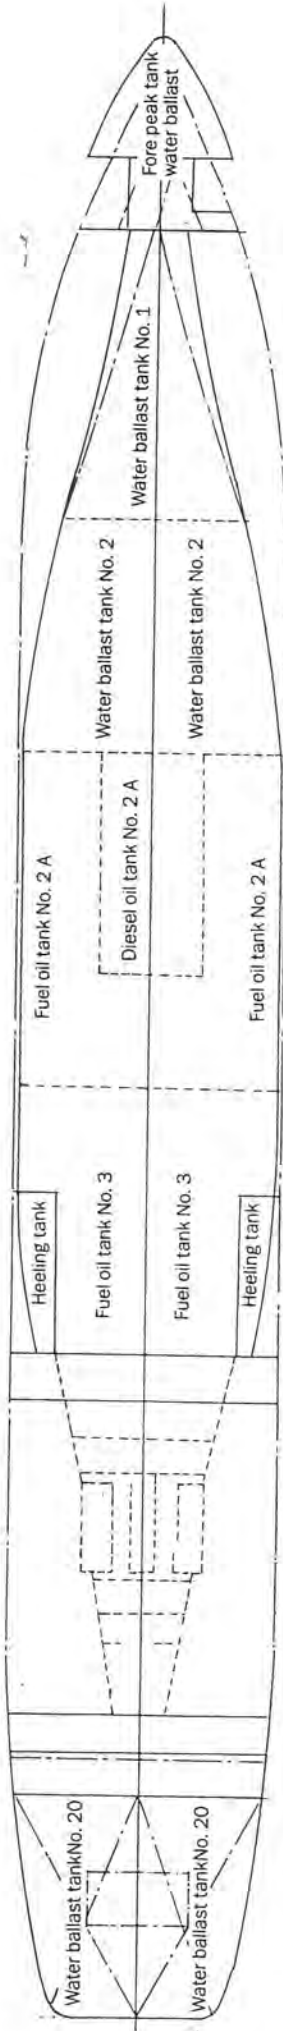 Fore peak tank
water ballast
Water ballast tank No. 1
Water ballast tank No. 2
Water ballast tank No. 2
Fuel oil tank No. 2 A
Diesel oil tank No. 2 A
Fuel oil tank No. 2 A
Heeling tank
Fuel oil tank No. 3
Fuel oil tank No. 3
Heeling tank
Water ballast tankNo. 20
Water ballast tankNo. 20